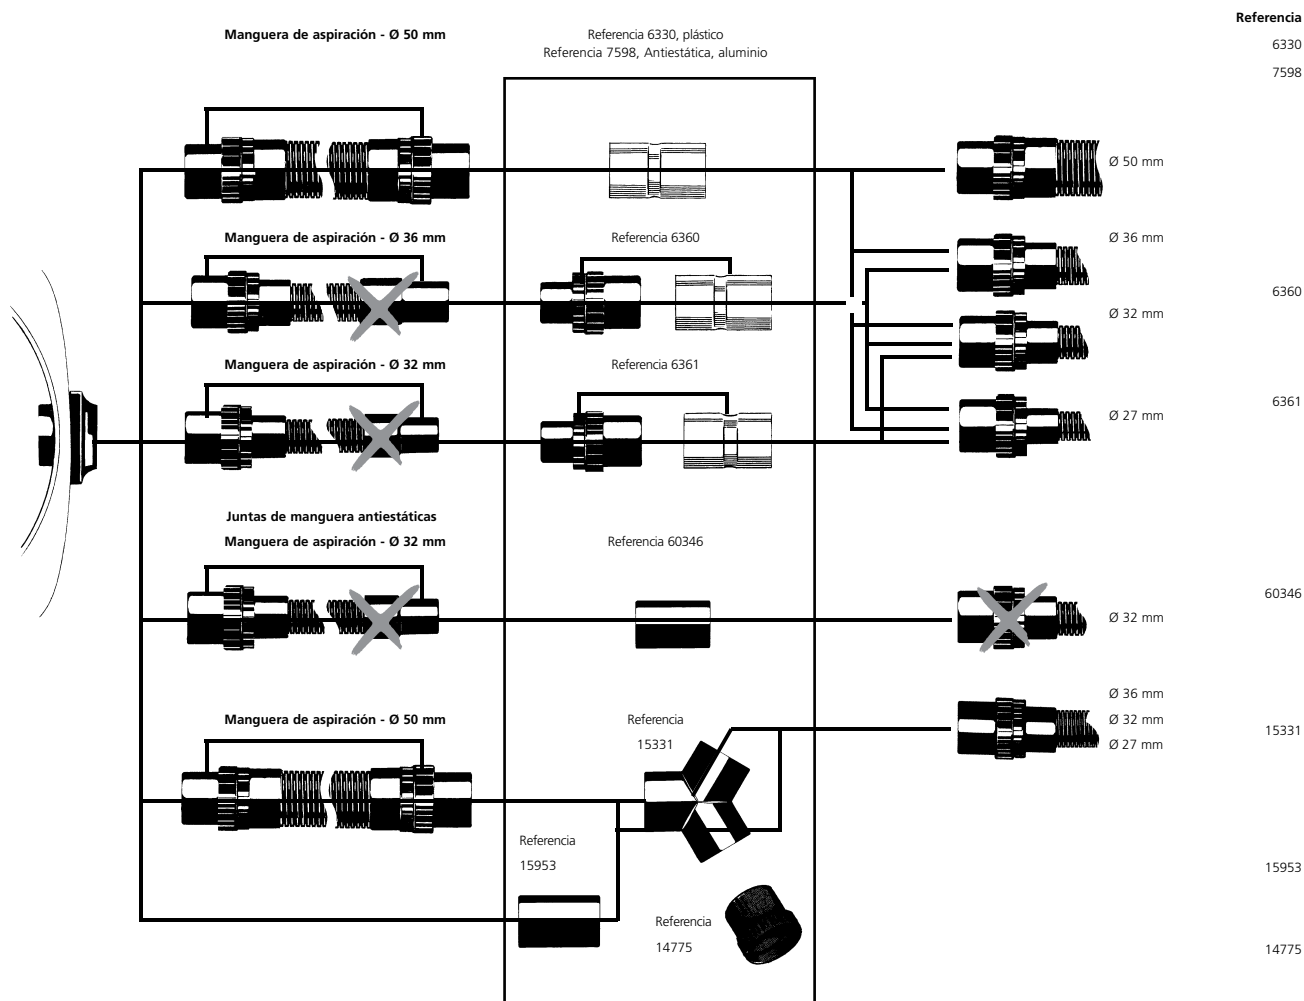 Referencia
Manguera de aspiración - Ø 50 mm
Referencia 6330, plástico
6330
Referencia 7598, Antiestática, aluminio
7598
Ø 50 mm
Manguera de aspiración - Ø 36 mm
Referencia 6360
Ø 36 mm
6360
Ø 32 mm
Manguera de aspiración - Ø 32 mm
Referencia 6361
6361
Ø 27 mm
Juntas de manguera antiestáticas
Manguera de aspiración - Ø 32 mm
Referencia 60346
60346
Ø 32 mm
Ø 36 mm
Manguera de aspiración - Ø 50 mm
Referencia
Ø 32 mm
15331
15331
Ø 27 mm
Referencia
15953
15953
Referencia
14775
14775